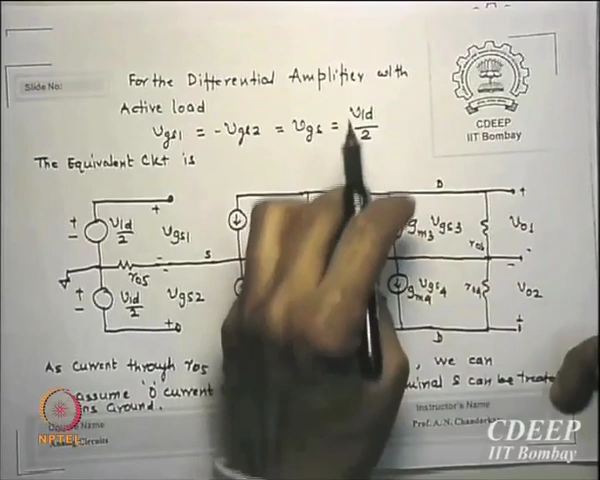 Slide No:
For the Differential Amplifier with
Active load
CDEEP
IIT Bombay
Vgs1 = -Vgs2 = Vgs = Vid/2
The Equivalent Ckt is
+ D +
+ Vid/2 - Vgs1 gm3 Vgs3 ro3 Vo1
- S -
ro5
+ Vid/2 - Vgs2 gm4 Vgs4 ro4 Vo2
+ D +
As current through ro5 , we can
assume '0' current minal S can be treate
as ground.
Course Name
Instructor's Name
Prof. A. N. Chandorkar
NPTEL
CDEEP
IIT Bombay